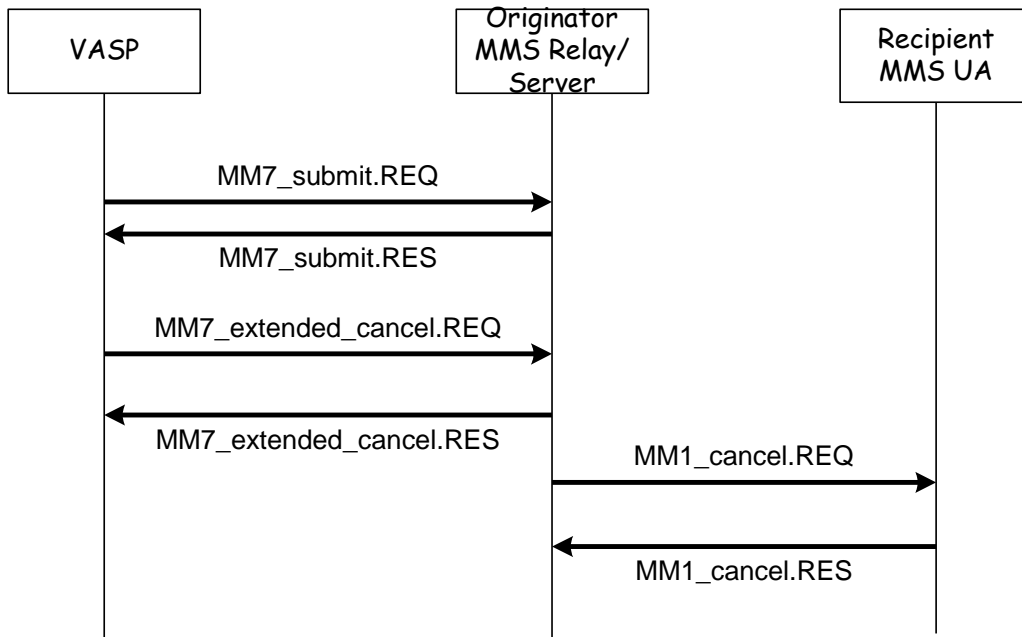 VASP
Originator
MMS Relay/
Server
Recipient
MMS UA
MM7_submit.REQ
MM7_submit.RES
MM7_extended_cancel.REQ
MM7_extended_cancel.RES
MM1_cancel.REQ
MM1_cancel.RES